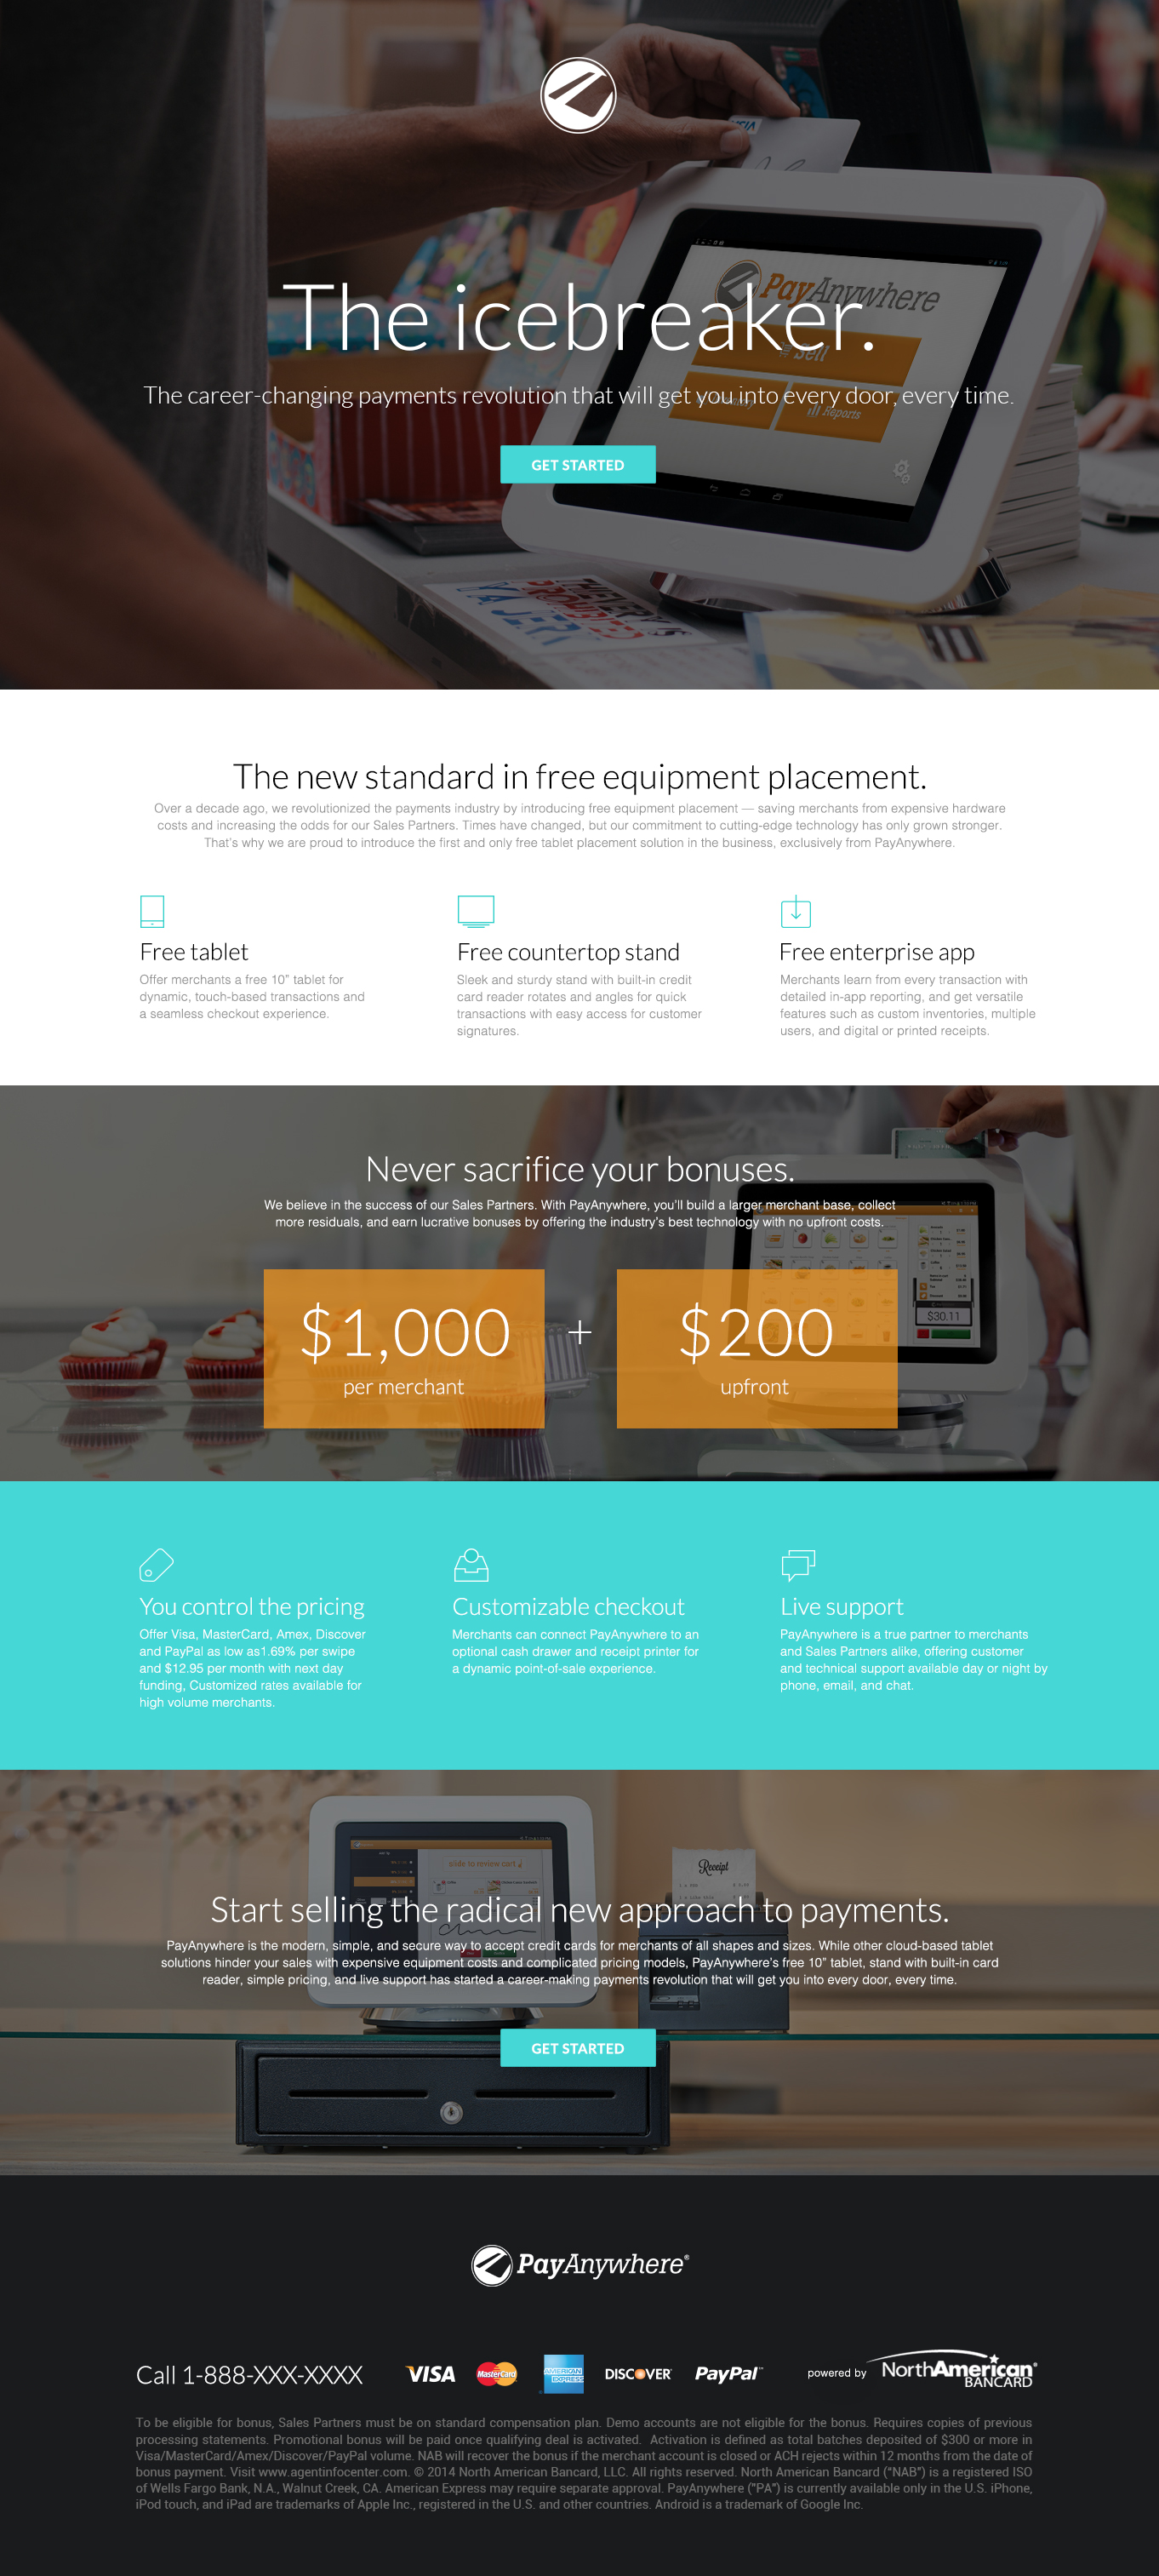 VISA
PayAnywhere
Sell
Reports
The icebreaker.
The career-changing payments revolution that will get you into every door, every time.
GET STARTED
The new standard in free equipment placement.
Over a decade ago, we revolutionized the payments industry by introducing free equipment placement — saving merchants from expensive hardware
costs and increasing the odds for our Sales Partners. Times have changed, but our commitment to cutting-edge technology has only grown stronger.
That's why we are proud to introduce the first and only free tablet placement solution in the business, exclusively from PayAnywhere.
Free tablet
Offer merchants a free 10” tablet for
dynamic, touch-based transactions and
a seamless checkout experience.
Free countertop stand
Sleek and sturdy stand with built-in credit
card reader rotates and angles for quick
transactions with easy access for customer
signatures.
Free enterprise app
Merchants learn from every transaction with
detailed in-app reporting, and get versatile
features such as custom inventories, multiple
users, and digital or printed receipts.
Never sacrifice your bonuses.
We believe in the success of our Sales Partners. With PayAnywhere, you'll build a larger merchant base, collect
more residuals, and earn lucrative bonuses by offering the industry's best technology with no upfront costs.
$30.11
$1,000
per merchant
+
$200
upfront
You control the pricing
Offer Visa, MasterCard, Amex, Discover
and PayPal as low as1.69% per swipe
and $12.95 per month with next day
funding, Customized rates available for
high volume merchants.
Customizable checkout
Merchants can connect PayAnywhere to an
optional cash drawer and receipt printer for
a dynamic point-of-sale experience.
Live support
PayAnywhere is a true partner to merchants
and Sales Partners alike, offering customer
and technical support available day or night by
phone, email, and chat.
slide to review cart
Receipt
Start selling the radical new approach to payments.
PayAnywhere is the modern, simple, and secure way to accept credit cards for merchants of all shapes and sizes. While other cloud-based tablet
solutions hinder your sales with expensive equipment costs and complicated pricing models, PayAnywhere's free 10” tablet, stand with built-in card
reader, simple pricing, and live support has started a career-making payments revolution that will get you into every door, every time.
GET STARTED
PayAnywhere®
Call 1-888-XXX-XXXX
VISA
MasterCard
AMERICAN EXPRESS
DISCOVER
PayPal™
powered by
NorthAmerican®
BANCARD
To be eligible for bonus, Sales Partners must be on standard compensation plan. Demo accounts are not eligible for the bonus. Requires copies of previous
processing statements. Promotional bonus will be paid once qualifying deal is activated. Activation is defined as total batches deposited of $300 or more in
Visa/MasterCard/Amex/Discover/PayPal volume. NAB will recover the bonus if the merchant account is closed or ACH rejects within 12 months from the date of
bonus payment. Visit www.agentinfocenter.com. © 2014 North American Bancard, LLC. All rights reserved. North American Bancard (“NAB”) is a registered ISO
of Wells Fargo Bank, N.A., Walnut Creek, CA. American Express may require separate approval. PayAnywhere ("PA") is currently available only in the U.S. iPhone,
iPod touch, and iPad are trademarks of Apple Inc., registered in the U.S. and other countries. Android is a trademark of Google Inc.